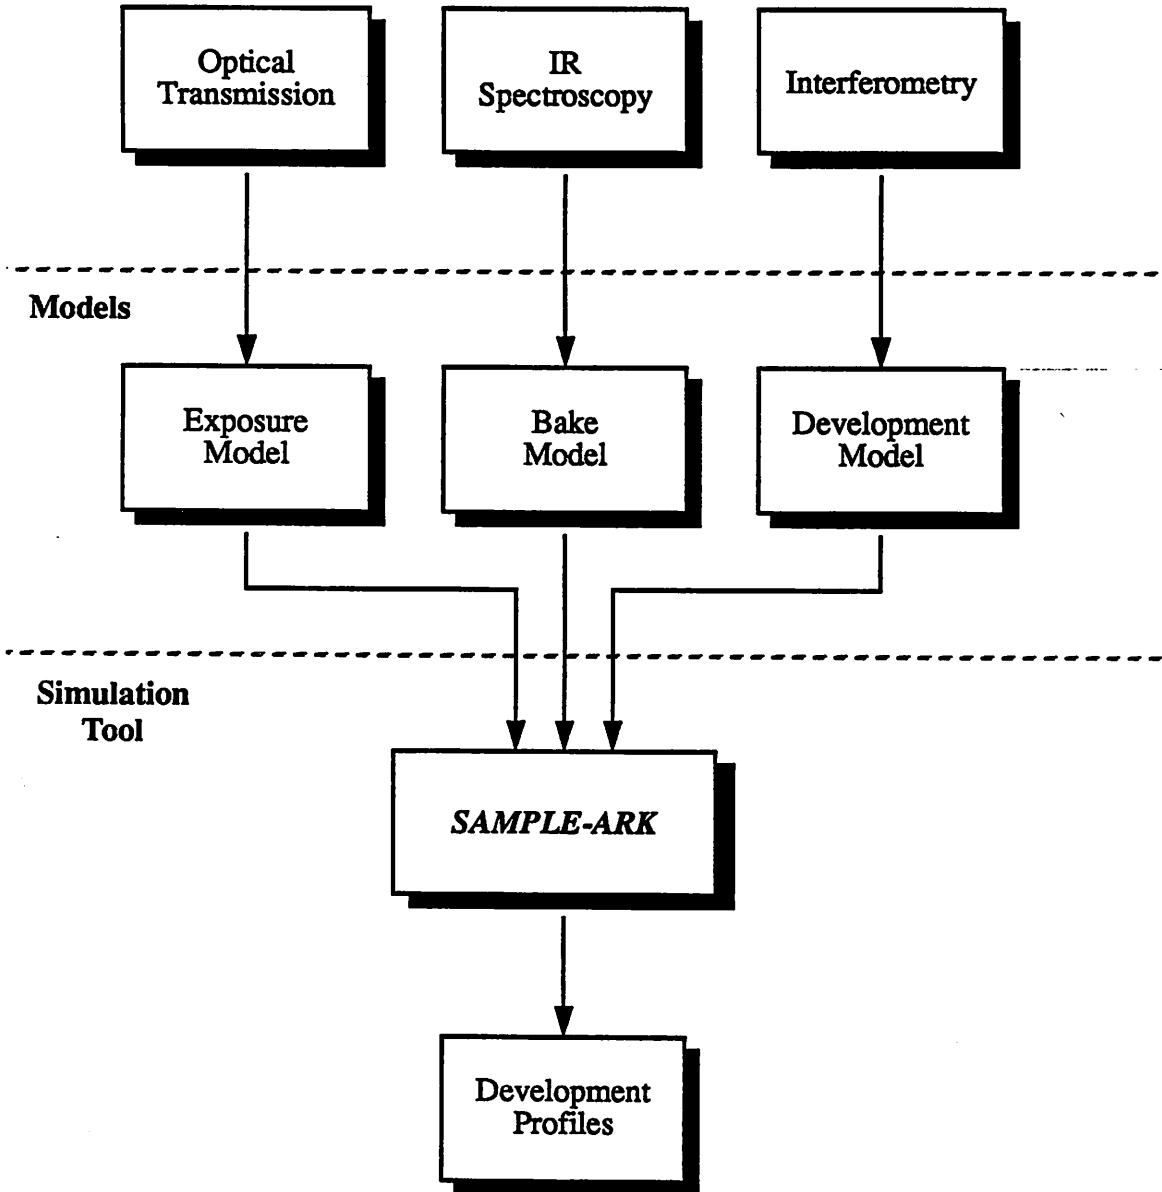 Optical
Transmission
IR
Spectroscopy
Interferometry
Models
Exposure
Model
Bake
Model
Development
Model
Simulation
Tool
SAMPLE-ARK
Development
Profiles